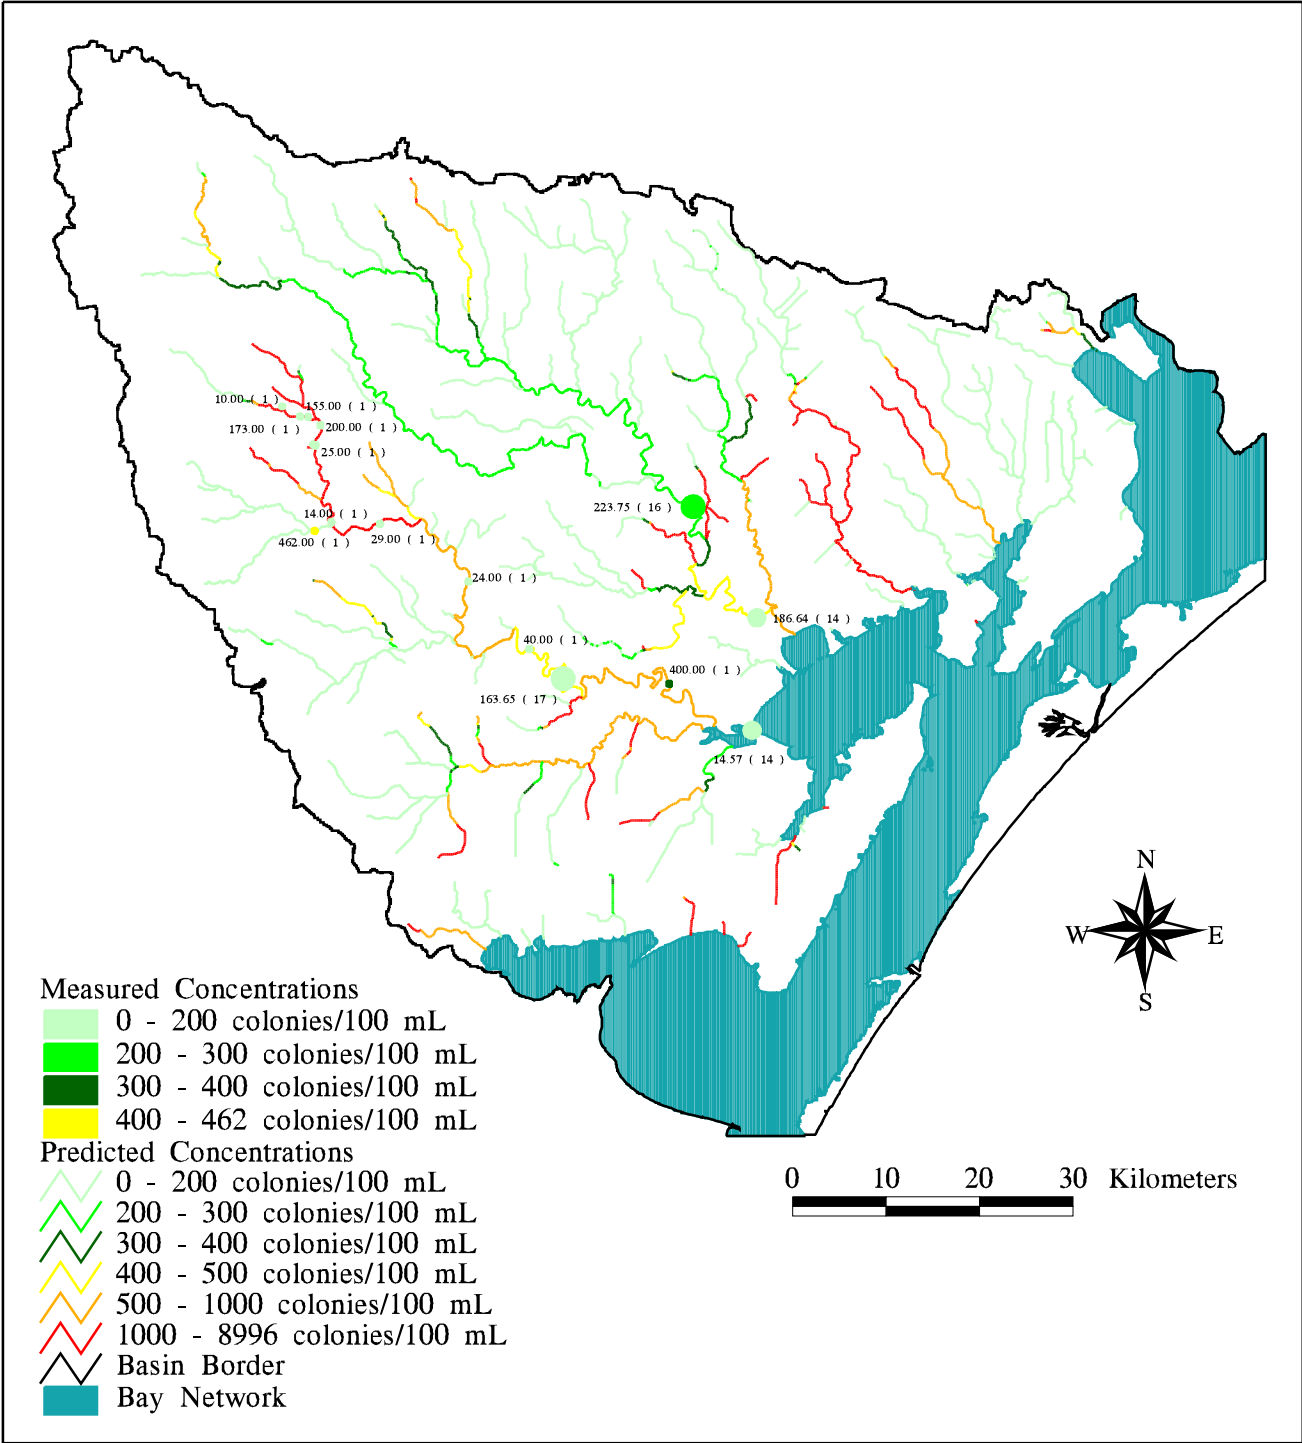 10.00 ( 1 )
155.00 ( 1 )
173.00 ( 1 )
200.00 ( 1 )
25.00 ( 1 )
14.00 ( 1 )
462.00 ( 1 )
29.00 ( 1 )
223.75 ( 16 )
24.00 ( 1 )
186.64 ( 14 )
40.00 ( 1 )
400.00 ( 1 )
163.65 ( 17 )
14.57 ( 14 )
N
W
E
S
Measured Concentrations
0 - 200 colonies/100 mL
200 - 300 colonies/100 mL
300 - 400 colonies/100 mL
400 - 462 colonies/100 mL
Predicted Concentrations
0 - 200 colonies/100 mL
200 - 300 colonies/100 mL
300 - 400 colonies/100 mL
400 - 500 colonies/100 mL
500 - 1000 colonies/100 mL
1000 - 8996 colonies/100 mL
Basin Border
Bay Network
0 10 20 30 Kilometers